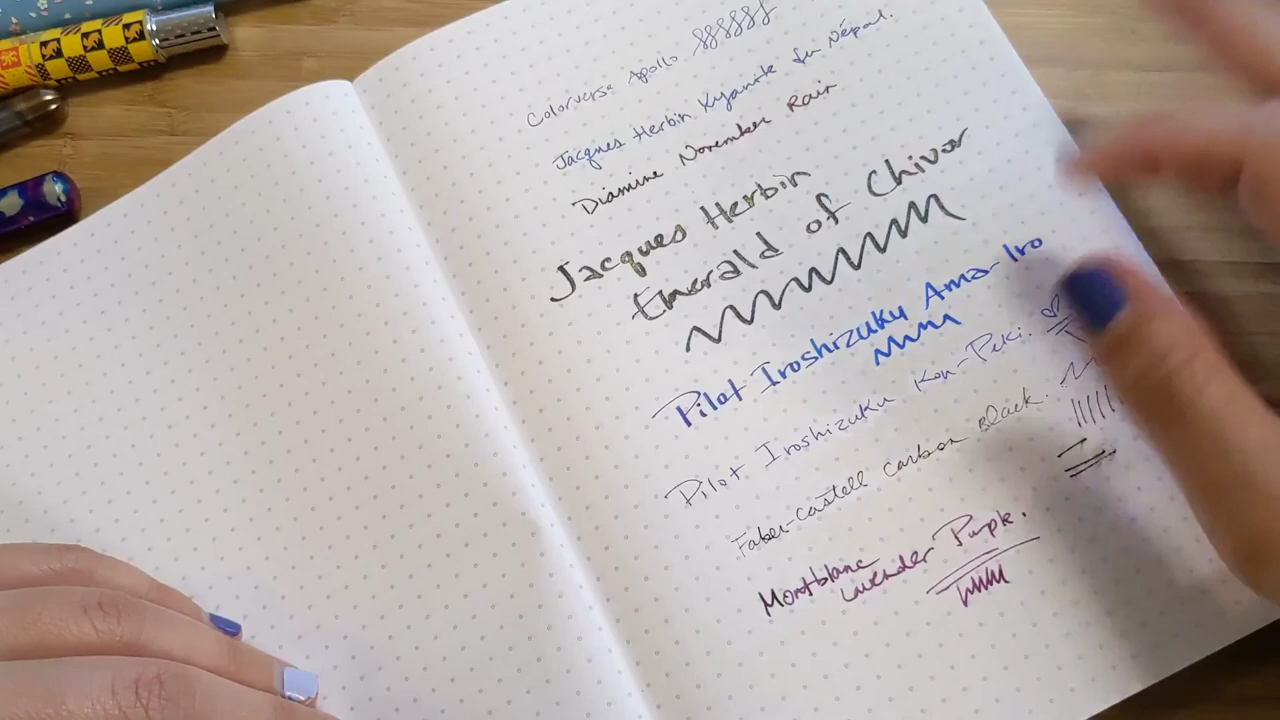 Colorverse Apollo
Jacques Herbin Kyanite du Népal.
Diamine November Rain
Jacques Herbin
Emerald of Chivor
Pilot Iroshizuku Ama-Iro
Pilot Iroshizuku Kon-Peki.
Faber-Castell Carbon Black.
Montblanc
Lavender Purple.